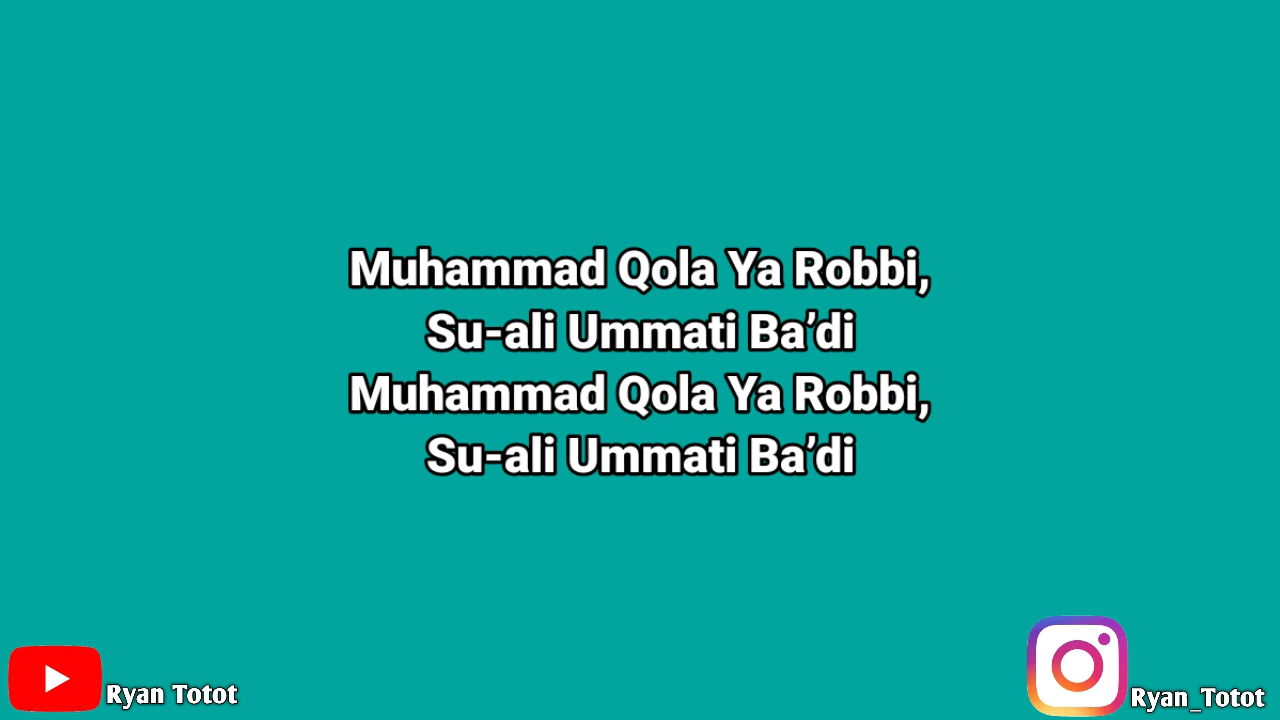 Muhammad Qola Ya Robbi,
Su-ali Ummati Ba’di
Muhammad Qola Ya Robbi,
Su-ali Ummati Ba’di
Ryan Totot
Ryan_Totot